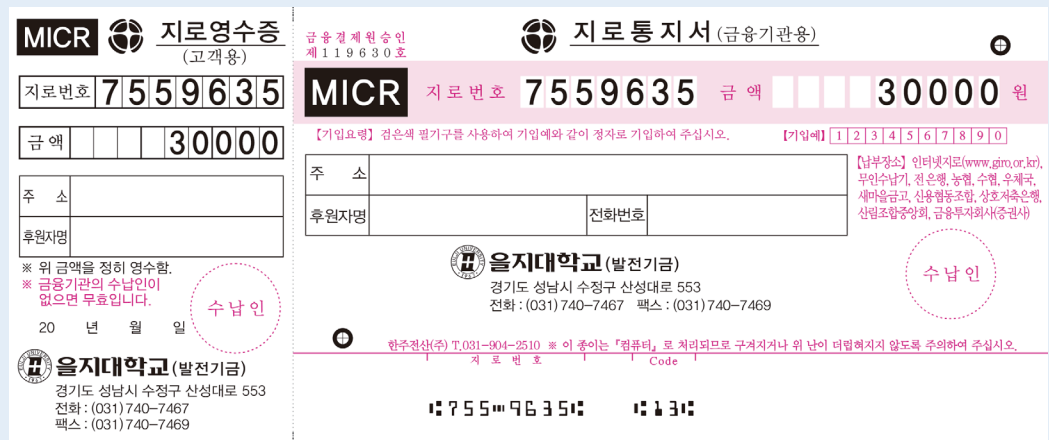 MICR 지로영수증
(고객용)
지로번호 7559635
금액 30000
주 소
후원자명
※ 위 금액을 정히 영수함.
※ 금융기관의 수납인이
없으면 무효입니다.
수납인
20 년 월 일
을지대학교(발전기금)
경기도 성남시 수정구 산성대로 553
전화 : (031)740-7467
팩스 : (031)740-7469
금융결제원승인
제119630호
지로통지서(금융기관용)
MICR 지로번호 7559635 금액 30000 원
【기입요령】 검은색 필기구를 사용하여 기입예와 같이 정자로 기입하여 주십시오. 【기입예】 1 2 3 4 5 6 7 8 9 0
주 소
후원자명 전화번호
【납부장소】 인터넷지로(www.giro.or.kr),
무인수납기, 전은행, 농협, 수협, 우체국,
새마을금고, 신용협동조합, 상호저축은행,
산림조합중앙회, 금융투자회사(증권사)
수납인
을지대학교(발전기금)
경기도 성남시 수정구 산성대로 553
전화 : (031)740-7467 팩스 : (031)740-7469
한주전산(주) T.031-904-2510 ※ 이 종이는 『컴퓨터』로 처리되므로 구겨지거나 위 난이 더럽혀지지 않도록 주의하여 주십시오.
지 로 번 호 Code
⑆755⑈9635⑆ ⑆13⑆